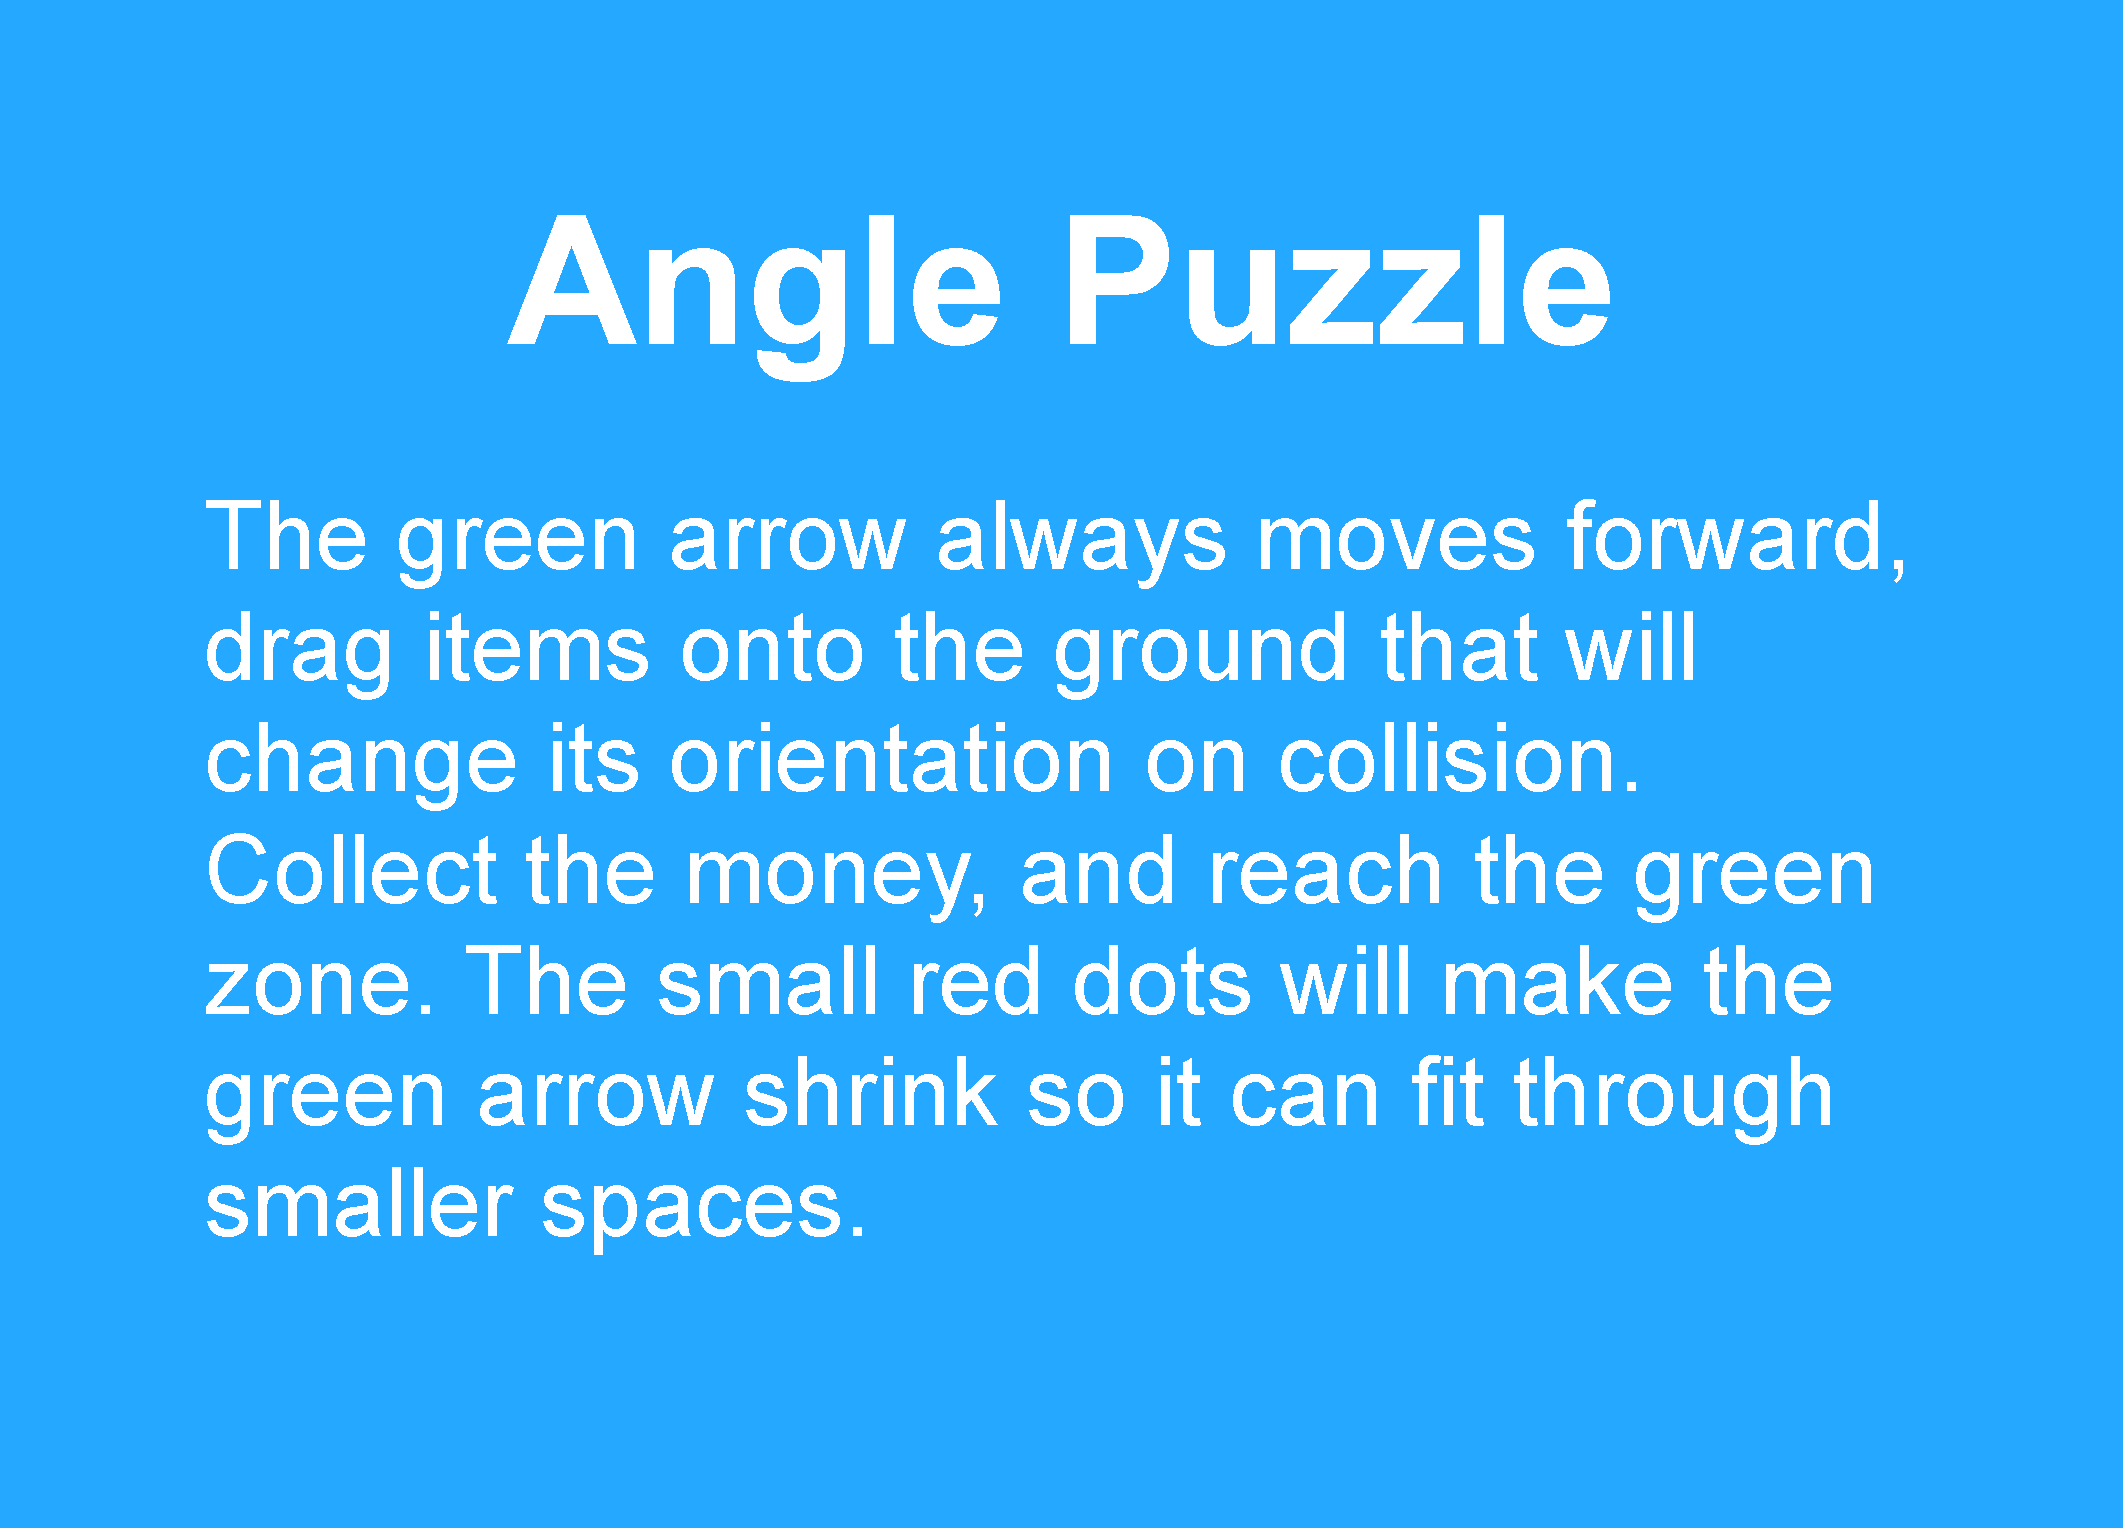 Angle Puzzle
The green arrow always moves forward,
drag items onto the ground that will
change its orientation on collision.
Collect the money, and reach the green
zone. The small red dots will make the
green arrow shrink so it can fit through
smaller spaces.